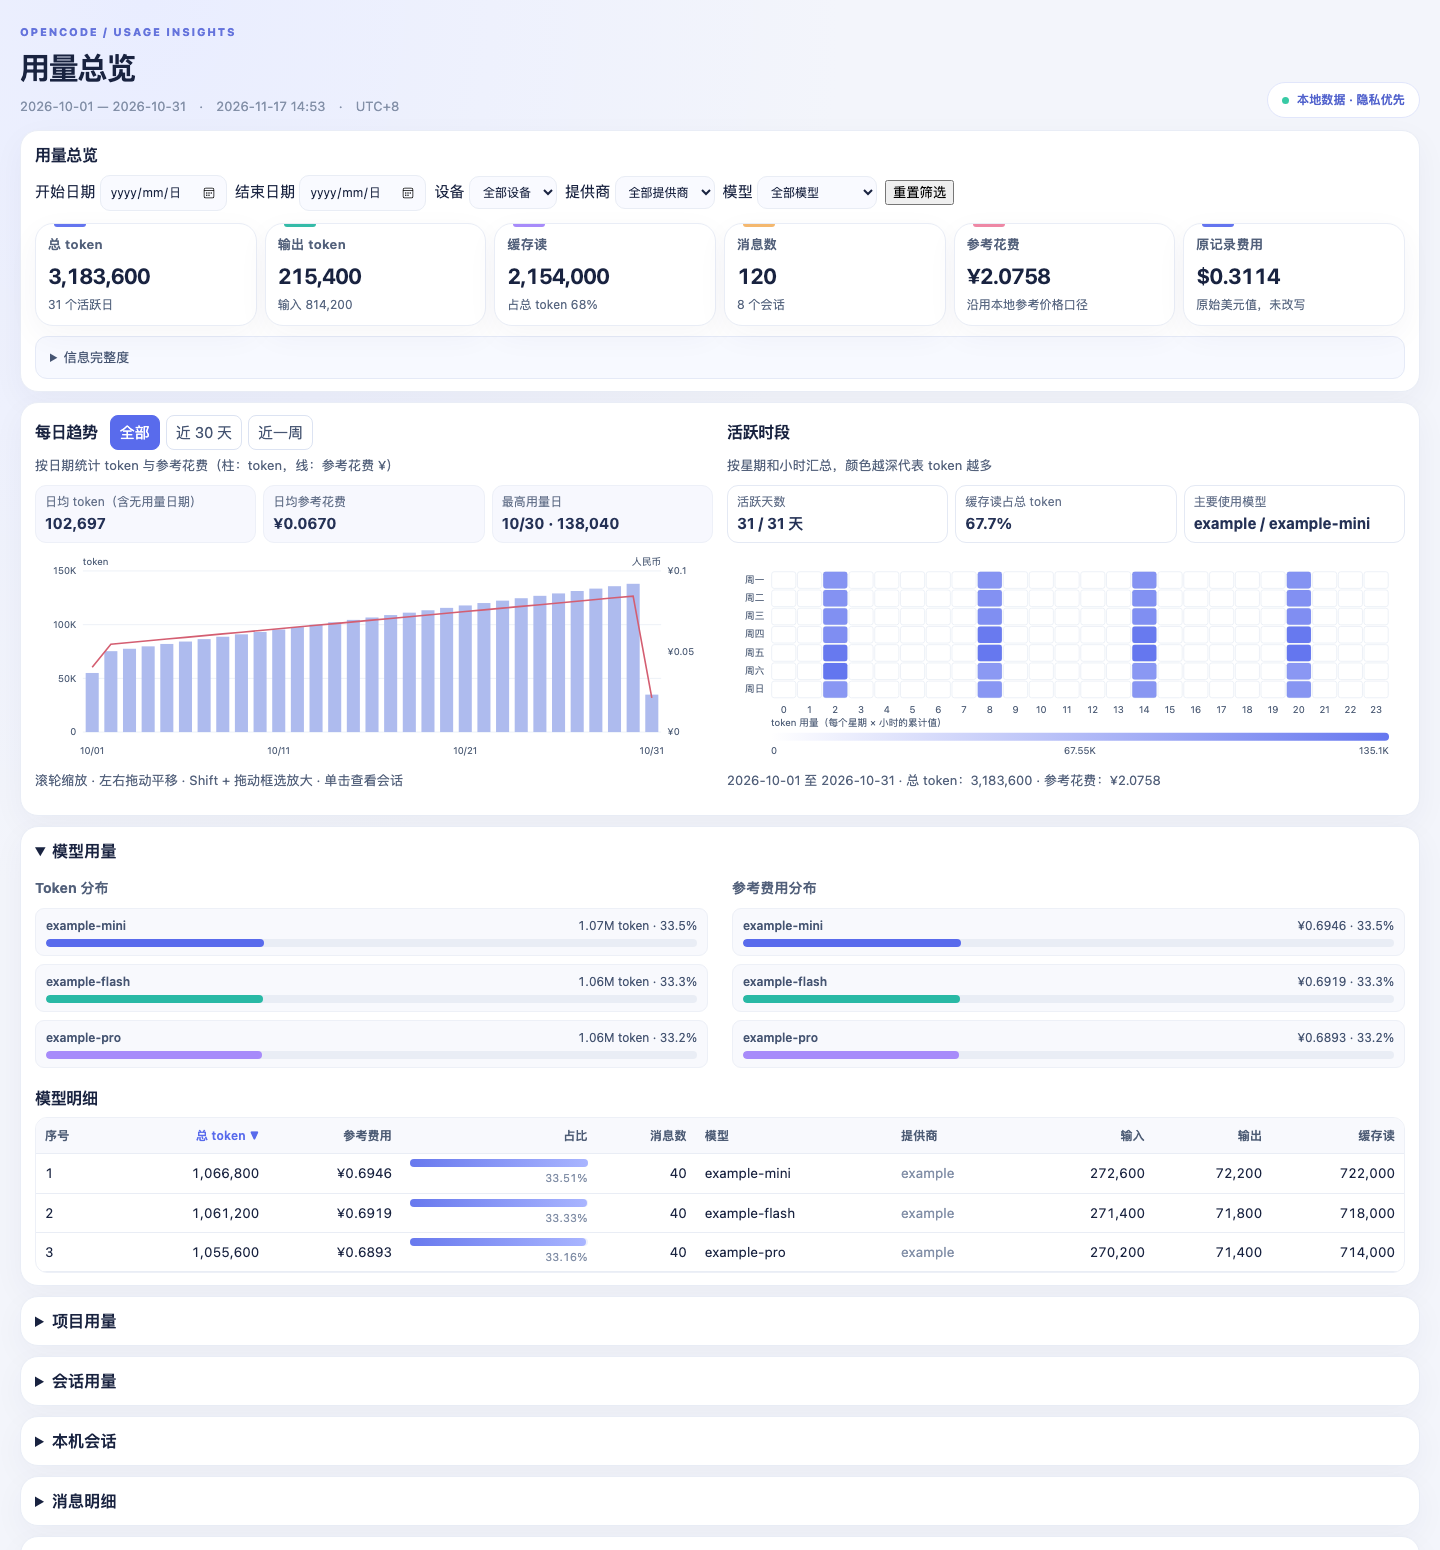 OPENCODE / USAGE INSIGHTS
用量总览
2026-10-01 — 2026-10-31 · 2026-11-17 14:53 · UTC+8
本地数据 · 隐私优先
用量总览
开始日期 yyyy/mm/日 结束日期 yyyy/mm/日 设备 全部设备 提供商 全部提供商 模型 全部模型 重置筛选
总 token
3,183,600
31 个活跃日
输出 token
215,400
输入 814,200
缓存读
2,154,000
占总 token 68%
消息数
120
8 个会话
参考花费
¥2.0758
沿用本地参考价格口径
原记录费用
$0.3114
原始美元值，未改写
▶ 信息完整度
每日趋势 全部 近 30 天 近一周
按日期统计 token 与参考花费（柱：token，线：参考花费 ¥）
日均 token（含无用量日期）
102,697
日均参考花费
¥0.0670
最高用量日
10/30 · 138,040
token 人民币
150K ¥0.1
100K
¥0.05
50K
0 ¥0
10/01 10/11 10/21 10/31
滚轮缩放 · 左右拖动平移 · Shift + 拖动框选放大 · 单击查看会话
活跃时段
按星期和小时汇总，颜色越深代表 token 越多
活跃天数
31 / 31 天
缓存读占总 token
67.7%
主要使用模型
example / example-mini
周一
周二
周三
周四
周五
周六
周日
0 1 2 3 4 5 6 7 8 9 10 11 12 13 14 15 16 17 18 19 20 21 22 23
token 用量（每个星期 × 小时的累计值）
0 67.55K 135.1K
2026-10-01 至 2026-10-31 · 总 token：3,183,600 · 参考花费：¥2.0758
▼ 模型用量
Token 分布
example-mini 1.07M token · 33.5%
example-flash 1.06M token · 33.3%
example-pro 1.06M token · 33.2%
参考费用分布
example-mini ¥0.6946 · 33.5%
example-flash ¥0.6919 · 33.3%
example-pro ¥0.6893 · 33.2%
模型明细
序号 总 token ▼ 参考费用 占比 消息数 模型 提供商 输入 输出 缓存读
1 1,066,800 ¥0.6946 33.51% 40 example-mini example 272,600 72,200 722,000
2 1,061,200 ¥0.6919 33.33% 40 example-flash example 271,400 71,800 718,000
3 1,055,600 ¥0.6893 33.16% 40 example-pro example 270,200 71,400 714,000
▶ 项目用量
▶ 会话用量
▶ 本机会话
▶ 消息明细